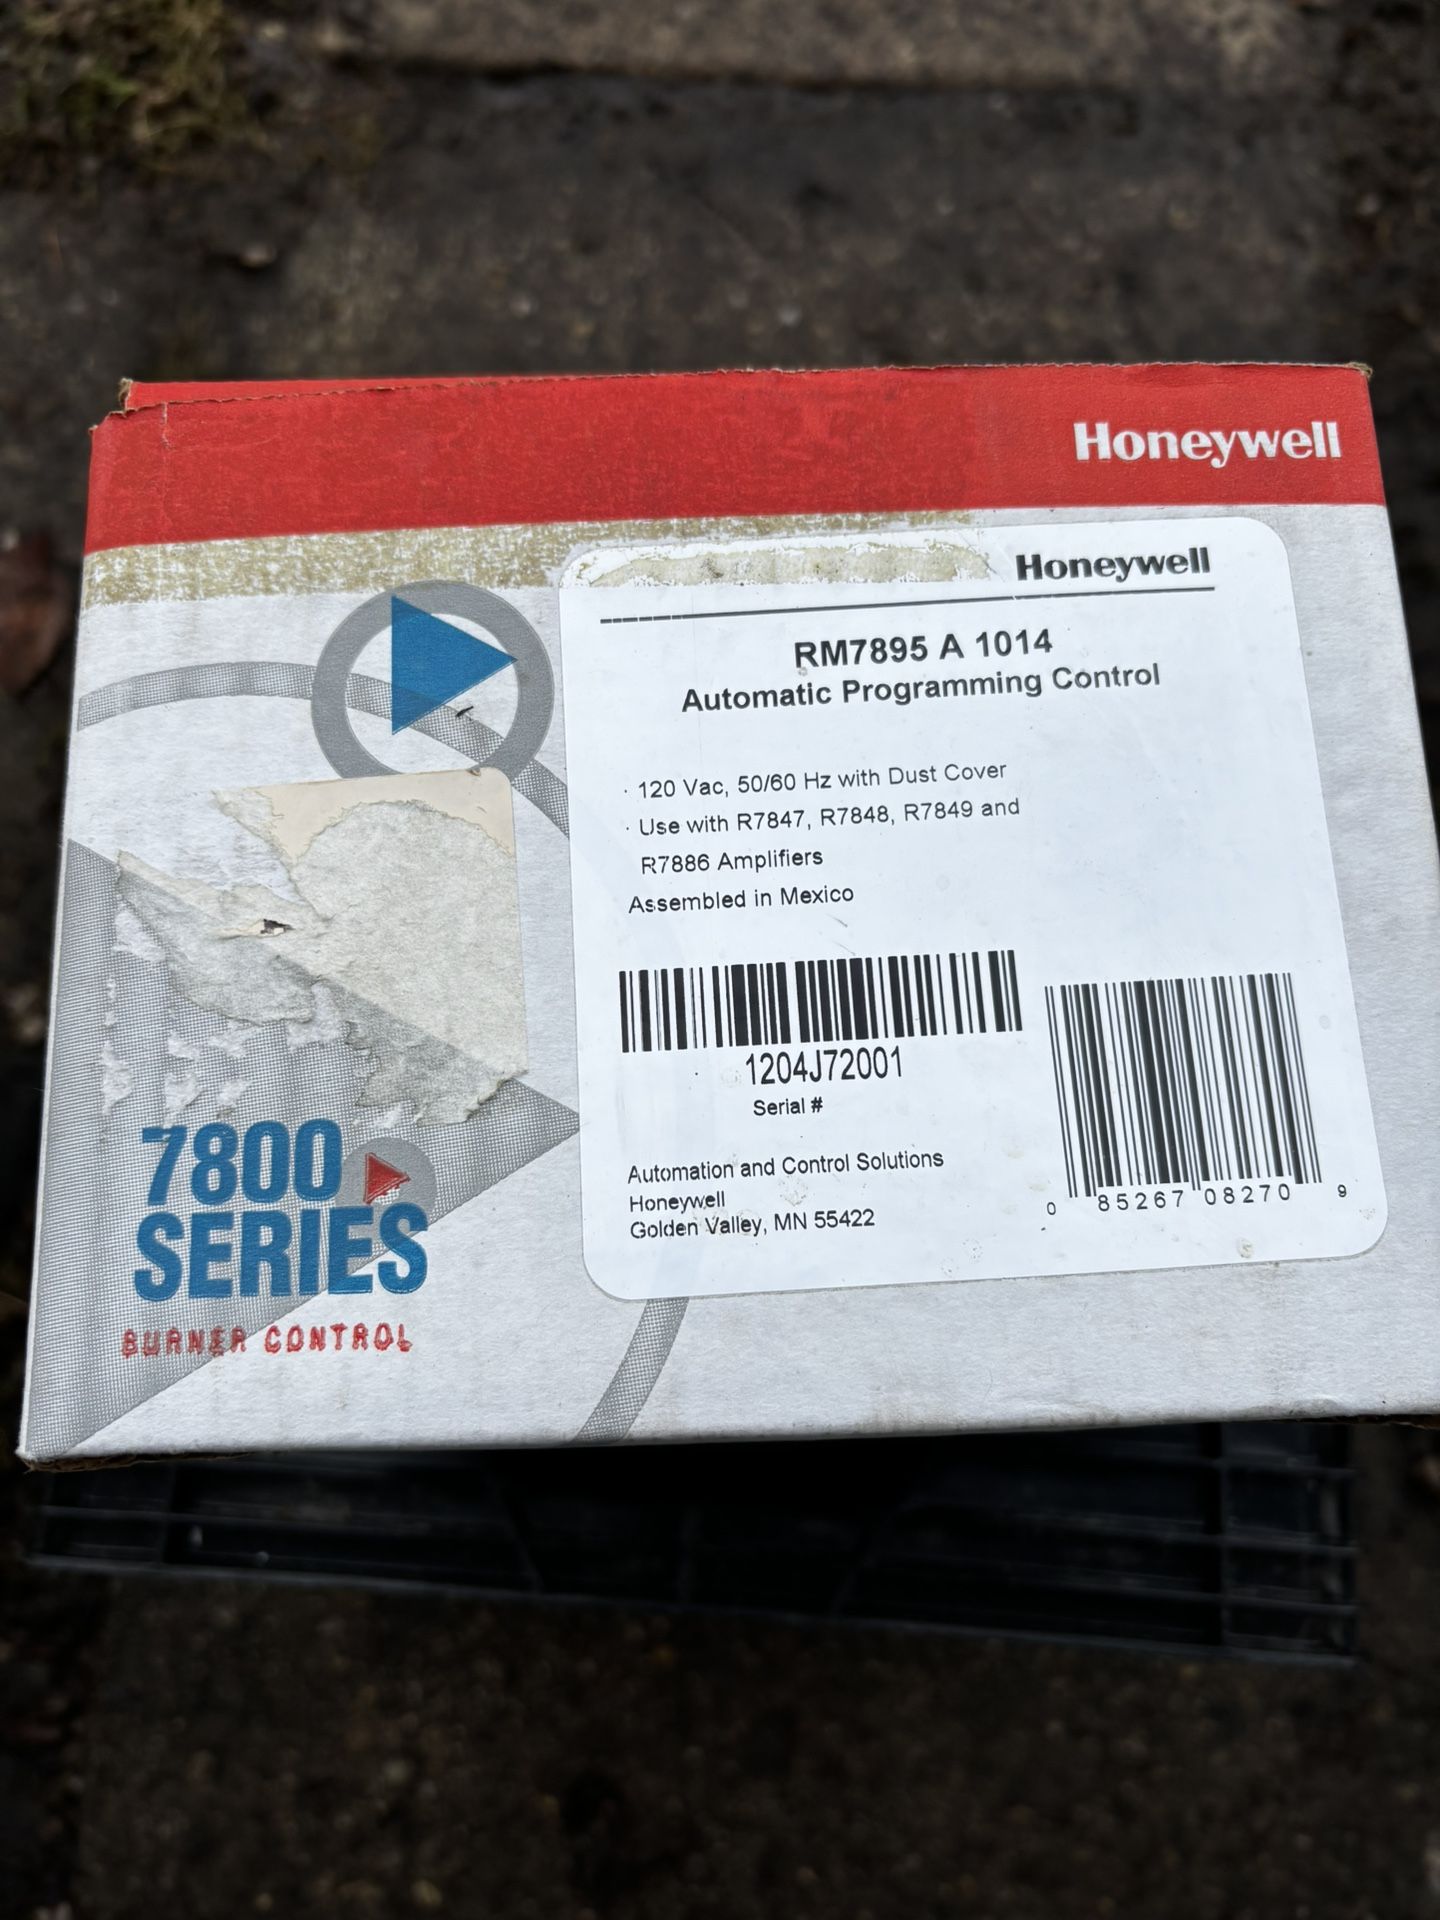 Honeywell
Honeywell
RM7895 A 1014
Automatic Programming Control
· 120 Vac, 50/60 Hz with Dust Cover
· Use with R7847, R7848, R7849 and
R7886 Amplifiers
Assembled in Mexico
1204J72001
Serial #
Automation and Control Solutions
Honeywell
Golden Valley, MN 55422
0 85267 08270 9
7800
SERIES
BURNER CONTROL